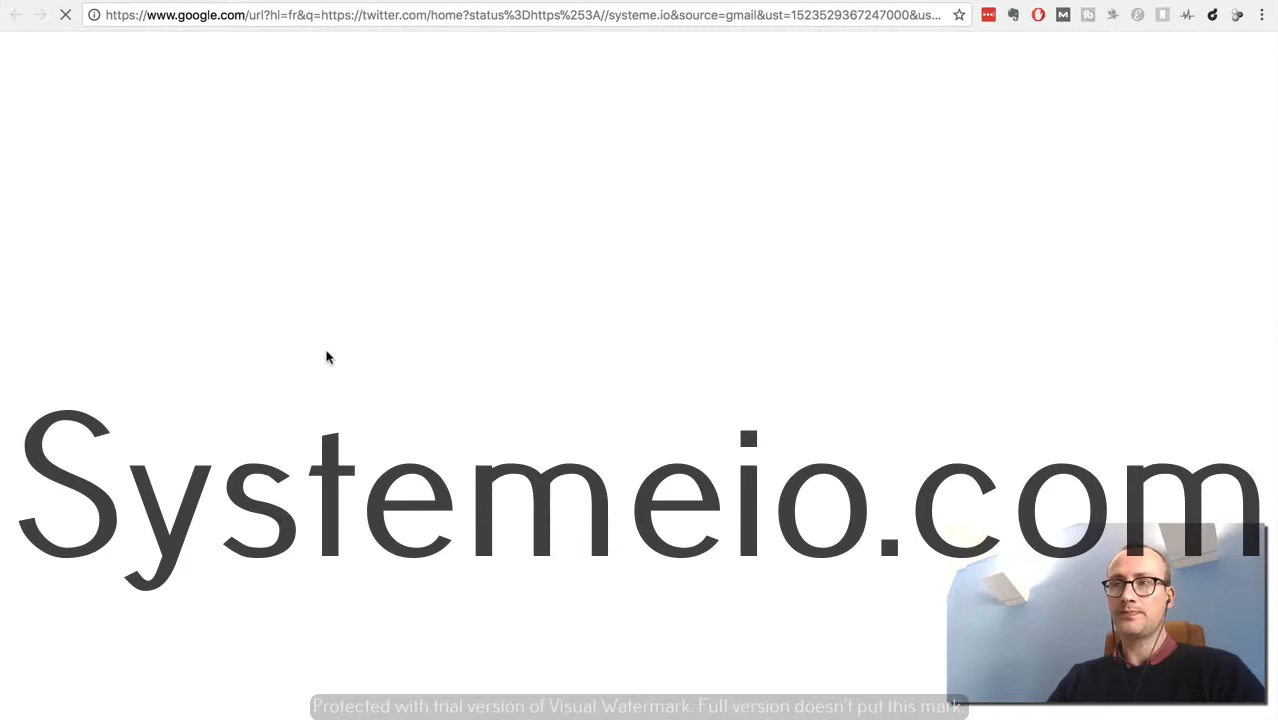 https://www.google.com/url?hl=fr&q=https://twitter.com/home?status%3Dhttps%253A//systeme.io&source=gmail&ust=1523529367247000&us...
Systemeio.com
Protected with trial version of Visual Watermark. Full version doesn't put this mark.